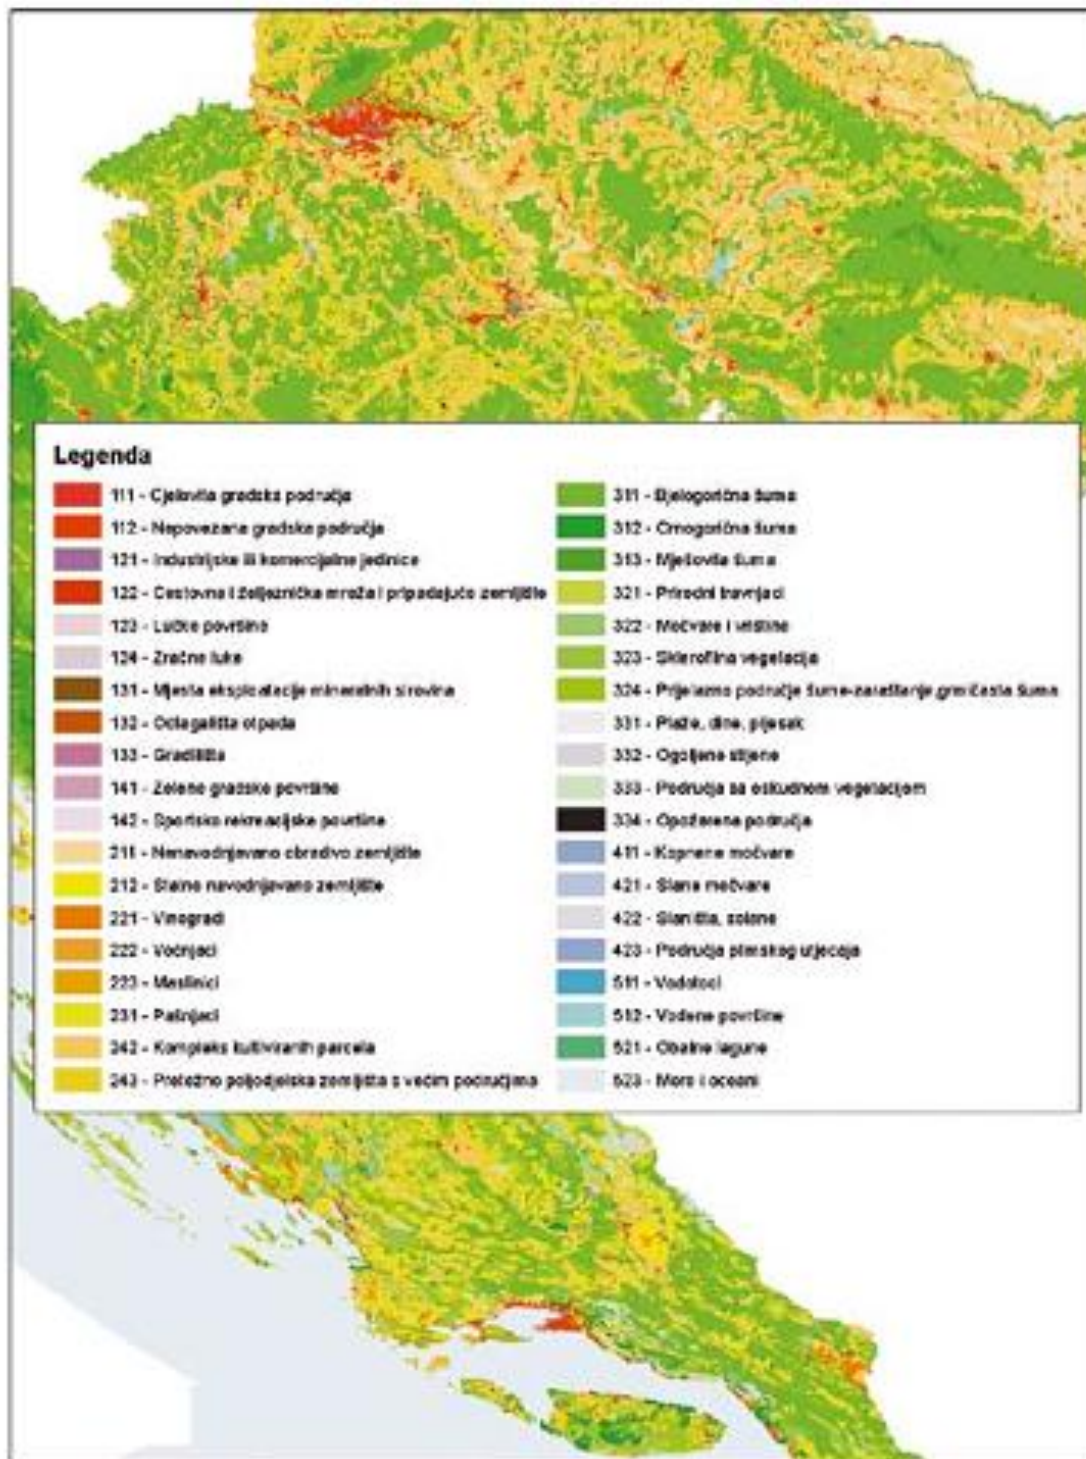 Legenda
111 - Cjelovita gradska područja
112 - Nepovezana gradska područja
121 - Industrijske ili komercijalne jedinice
122 - Cestovna i željeznička mreža i pripadajuće zemljište
123 - Lučke površine
124 - Zračne luke
131 - Mjesta eksploatacije mineralnih sirovina
132 - Odlagališta otpada
133 - Gradilišta
141 - Zelene gradske površine
142 - Sportsko rekreacijske površine
211 - Nenavodnjavano obradivo zemljište
212 - Stalno navodnjavano zemljište
221 - Vinogradi
222 - Voćnjaci
223 - Maslinici
231 - Pašnjaci
242 - Kompleks kultiviranih parcela
243 - Pretežno poljodjelska zemljišta s većim područjima
311 - Bjelogorična šuma
312 - Crnogorična šuma
313 - Mješovita šuma
321 - Prirodni travnjaci
322 - Močvare i vrištine
323 - Sklerofilna vegetacija
324 - Prijelazno područje šume-zaraštanje,grmičasta šuma
331 - Plaže, dine, pijesak
332 - Ogoljene stijene
333 - Područja sa oskudnom vegetacijom
334 - Opožarena područja
411 - Kopnene močvare
421 - Slane močvare
422 - Slaništa, solane
423 - Područja plimskog utjecaja
511 - Vodotoci
512 - Vodene površine
521 - Obalne lagune
523 - More i oceani